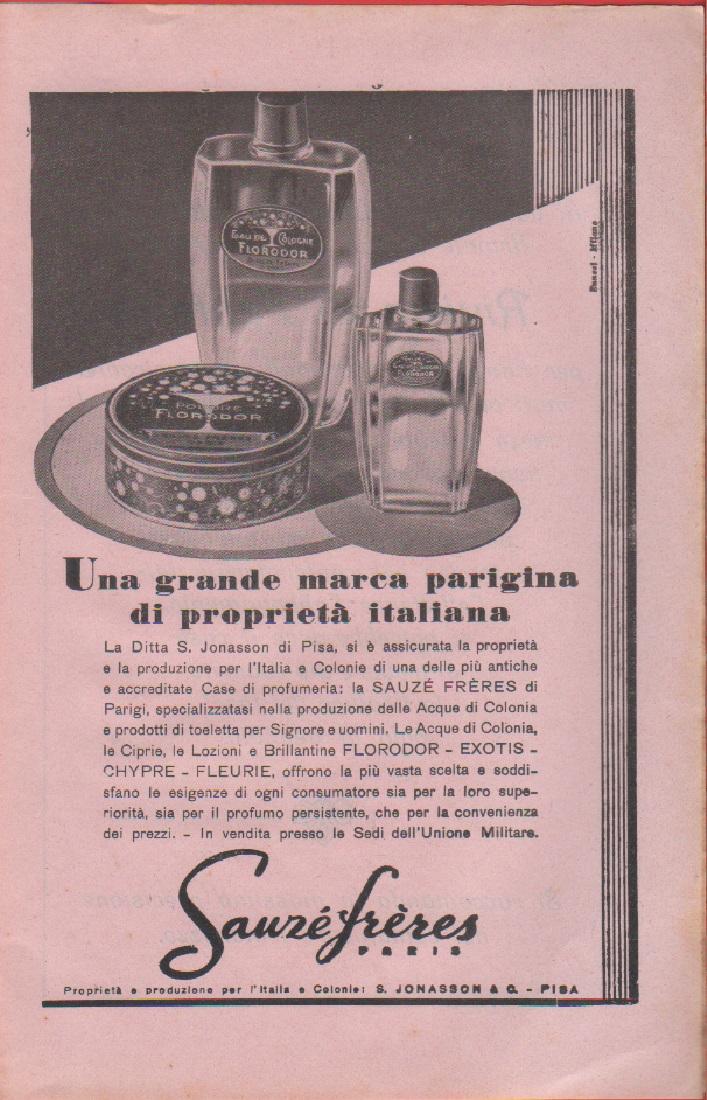 EAU DE COLOGNE
FLORODOR
FLORODOR
POUDRE
FLORODOR
Una grande marca parigina
di proprietà italiana
La Ditta S. Jonasson di Pisa, si è assicurata la proprietà
e la produzione per l'Italia e Colonie di una delle più antiche
e accreditate Case di profumeria: la SAUZÉ FRÈRES di
Parigi, specializzatasi nella produzione delle Acque di Colonia
e prodotti di toeletta per Signore e uomini. Le Acque di Colonia,
le Ciprie, le Lozioni e Brillantine FLORODOR - EXOTIS -
CHYPRE - FLEURIE, offrono la più vasta scelta e soddi-
sfano le esigenze di ogni consumatore sia per la loro supe-
riorità, sia per il profumo persistente, che per la convenienza
dei prezzi. - In vendita presso le Sedi dell'Unione Militare.
Sauzé frères
PARIS
Proprietà e produzione per l'Italia e Colonie: S. JONASSON & C. - PISA